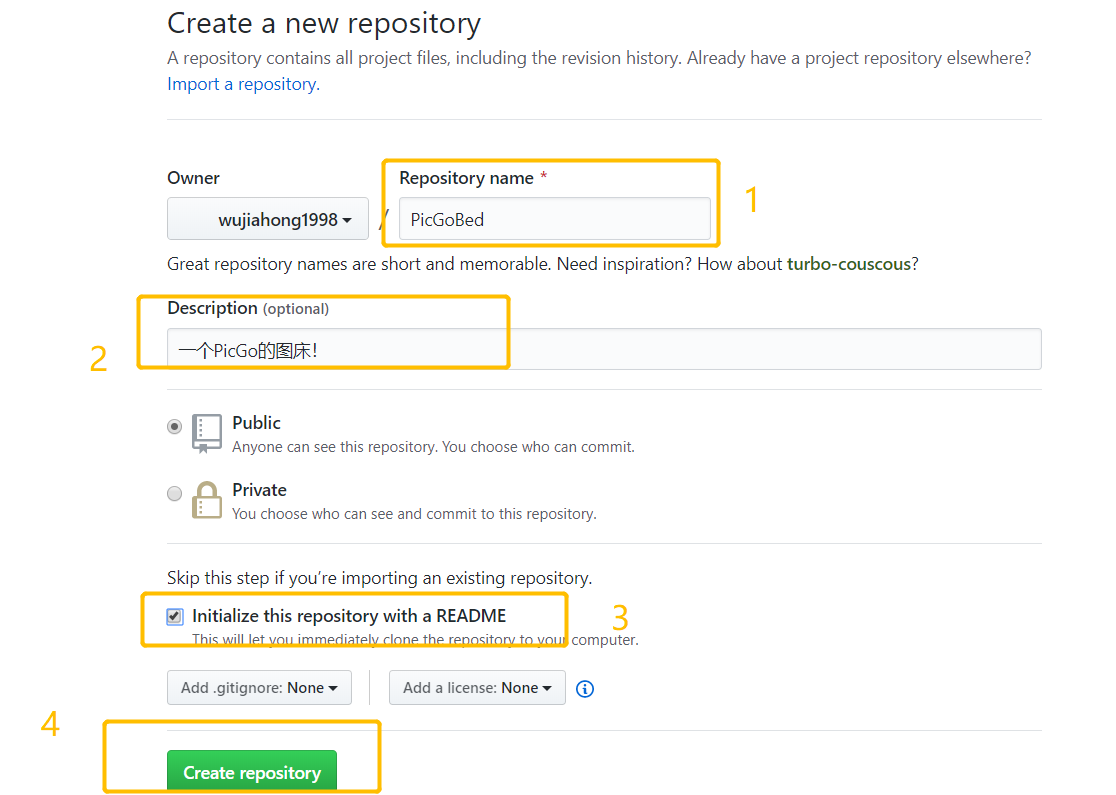 Create a new repository
A repository contains all project files, including the revision history. Already have a project repository elsewhere?
Import a repository.
Owner
Repository name *
1
wujiahong1998
/
PicGoBed
Great repository names are short and memorable. Need inspiration? How about turbo-couscous?
Description (optional)
2
一个PicGo的图床!
Public
Anyone can see this repository. You choose who can commit.
Private
You choose who can see and commit to this repository.
Skip this step if you’re importing an existing repository.
Initialize this repository with a README
3
This will let you immediately clone the repository to your computer.
Add .gitignore: None
Add a license: None
4
Create repository